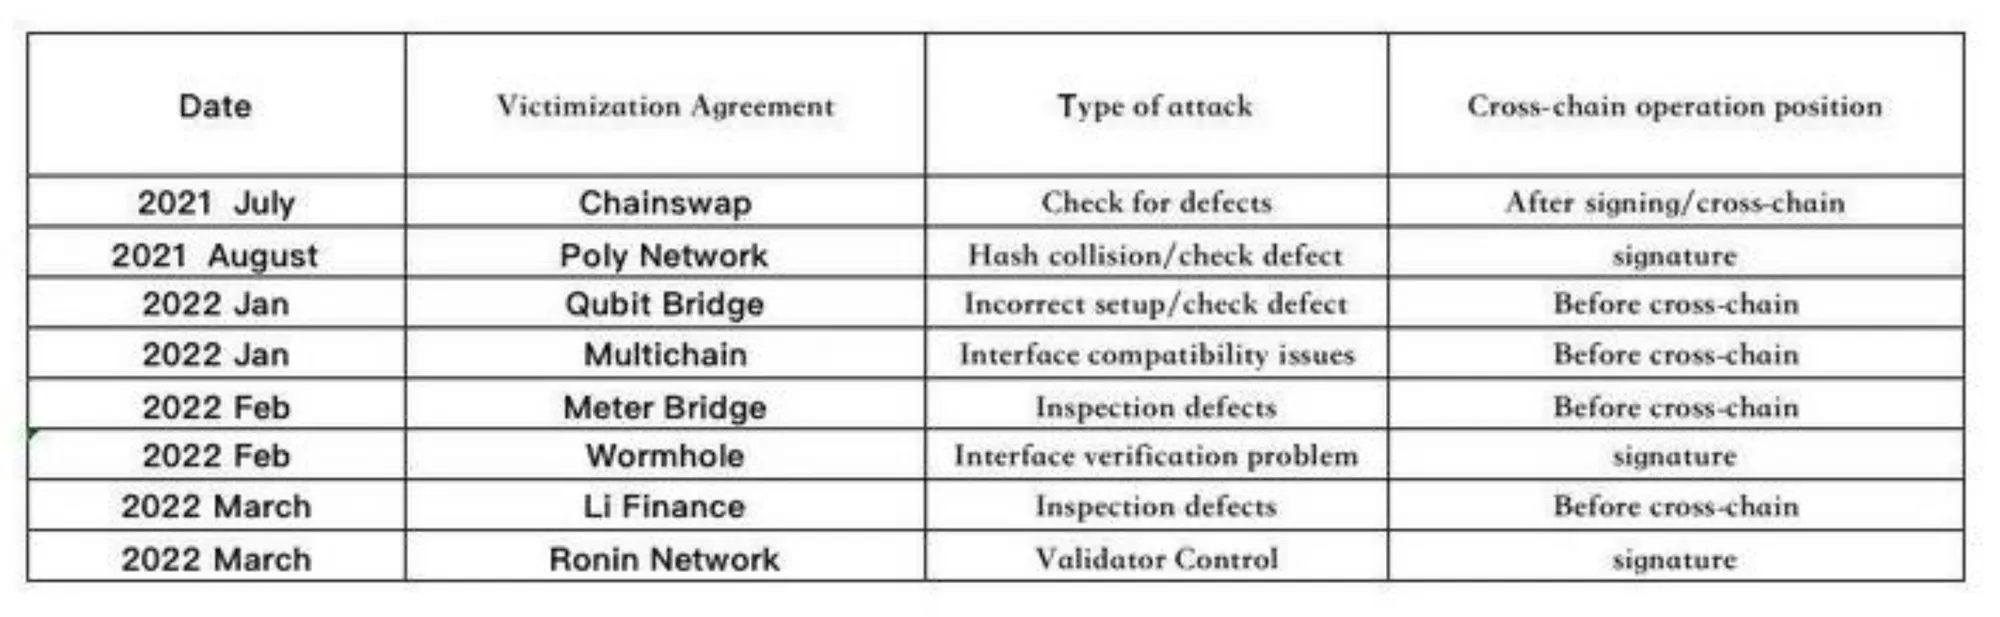 Date Victimization Agreement Type of attack Cross-chain operation position
2021 July Chainswap Check for defects After signing/cross-chain
2021 August Poly Network Hash collision/check defect signature
2022 Jan Qubit Bridge Incorrect setup/check defect Before cross-chain
2022 Jan Multichain Interface compatibility issues Before cross-chain
2022 Feb Meter Bridge Inspection defects Before cross-chain
2022 Feb Wormhole Interface verification problem signature
2022 March Li Finance Inspection defects Before cross-chain
2022 March Ronin Network Validator Control signature